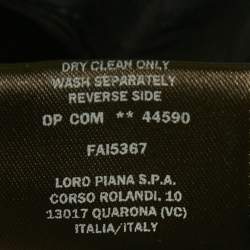 DRY CLEAN ONLY
WASH SEPARATELY
REVERSE SIDE
OP COM ** 44590
FAI5367
LORO PIANA S.P.A.
CORSO ROLANDI. 10
13017 QUARONA (VC)
ITALIA/ITALY